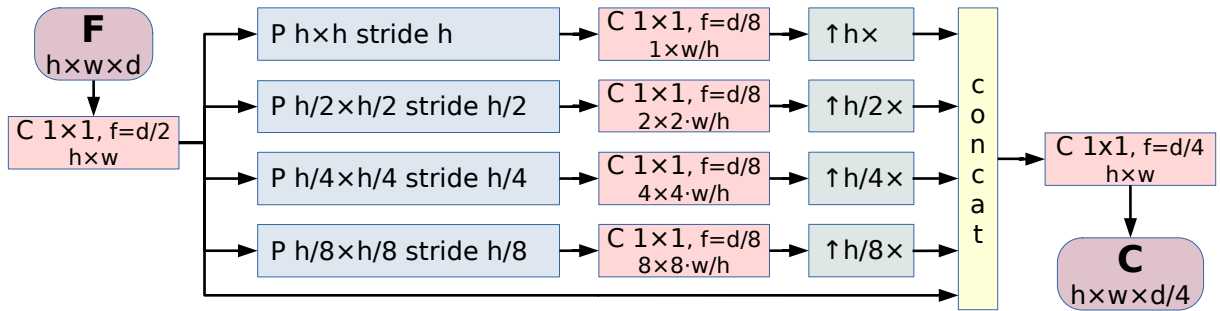 F
h×w×d
C 1×1, f=d/2
h×w
P h×h stride h
C 1×1, f=d/8
1×w/h
↑h×
P h/2×h/2 stride h/2
C 1×1, f=d/8
2×2·w/h
↑h/2×
P h/4×h/4 stride h/4
C 1×1, f=d/8
4×4·w/h
↑h/4×
P h/8×h/8 stride h/8
C 1×1, f=d/8
8×8·w/h
↑h/8×
concat
C 1x1, f=d/4
h×w
C
h×w×d/4